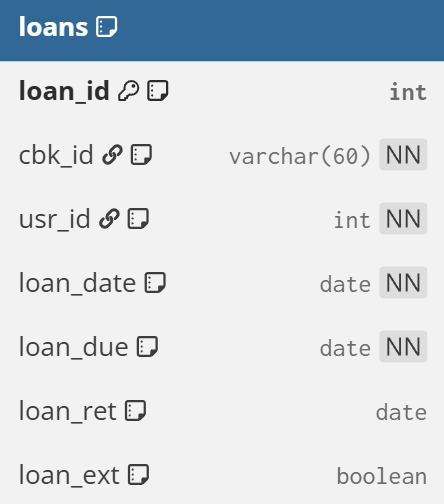 loans
loan_id int
cbk_id varchar(60) NN
usr_id int NN
loan_date date NN
loan_due date NN
loan_ret date
loan_ext boolean